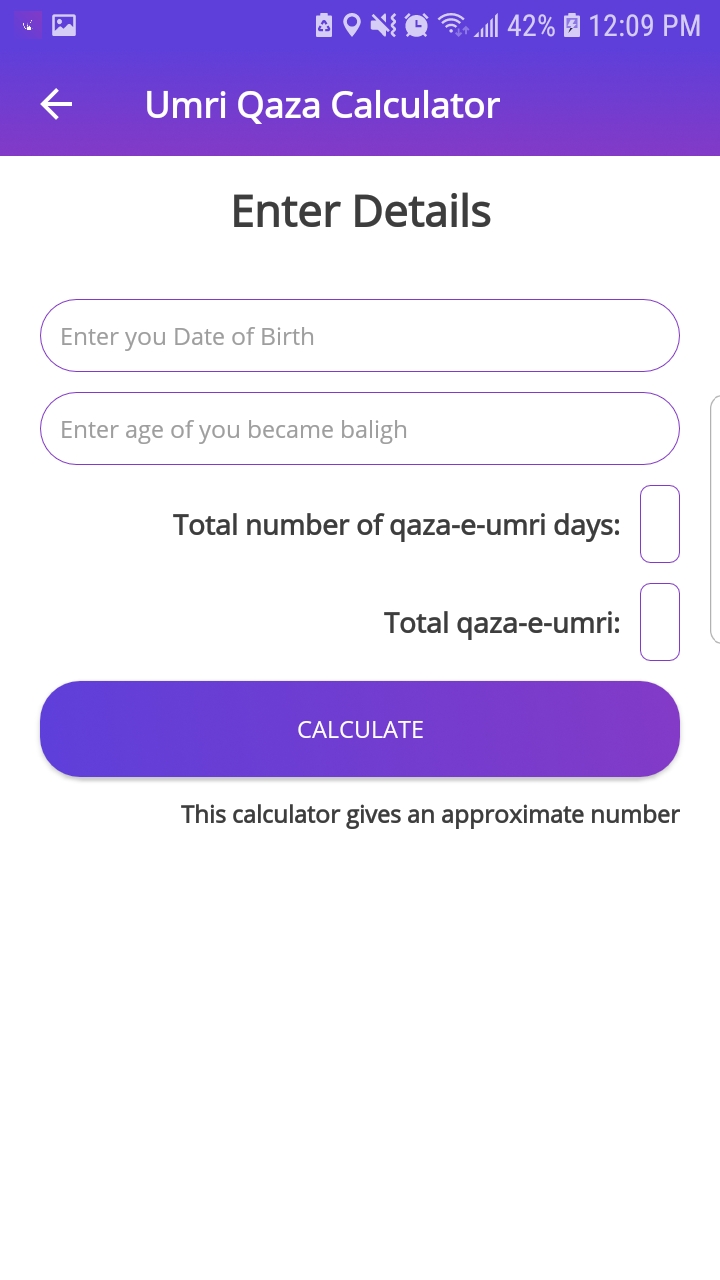 42% 12:09 PM
Umri Qaza Calculator
Enter Details
Enter you Date of Birth
Enter age of you became baligh
Total number of qaza-e-umri days:
Total qaza-e-umri:
CALCULATE
This calculator gives an approximate number